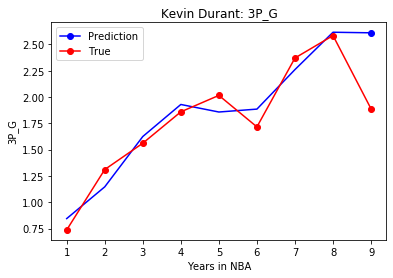 Kevin Durant: 3P_G
Prediction
True
2.50
2.25
2.00
1.75
1.50
1.25
1.00
0.75
3P_G
1 2 3 4 5 6 7 8 9
Years in NBA